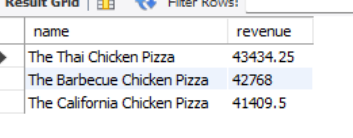 Result Grid Filter Rows:
name revenue
The Thai Chicken Pizza 43434.25
The Barbecue Chicken Pizza 42768
The California Chicken Pizza 41409.5